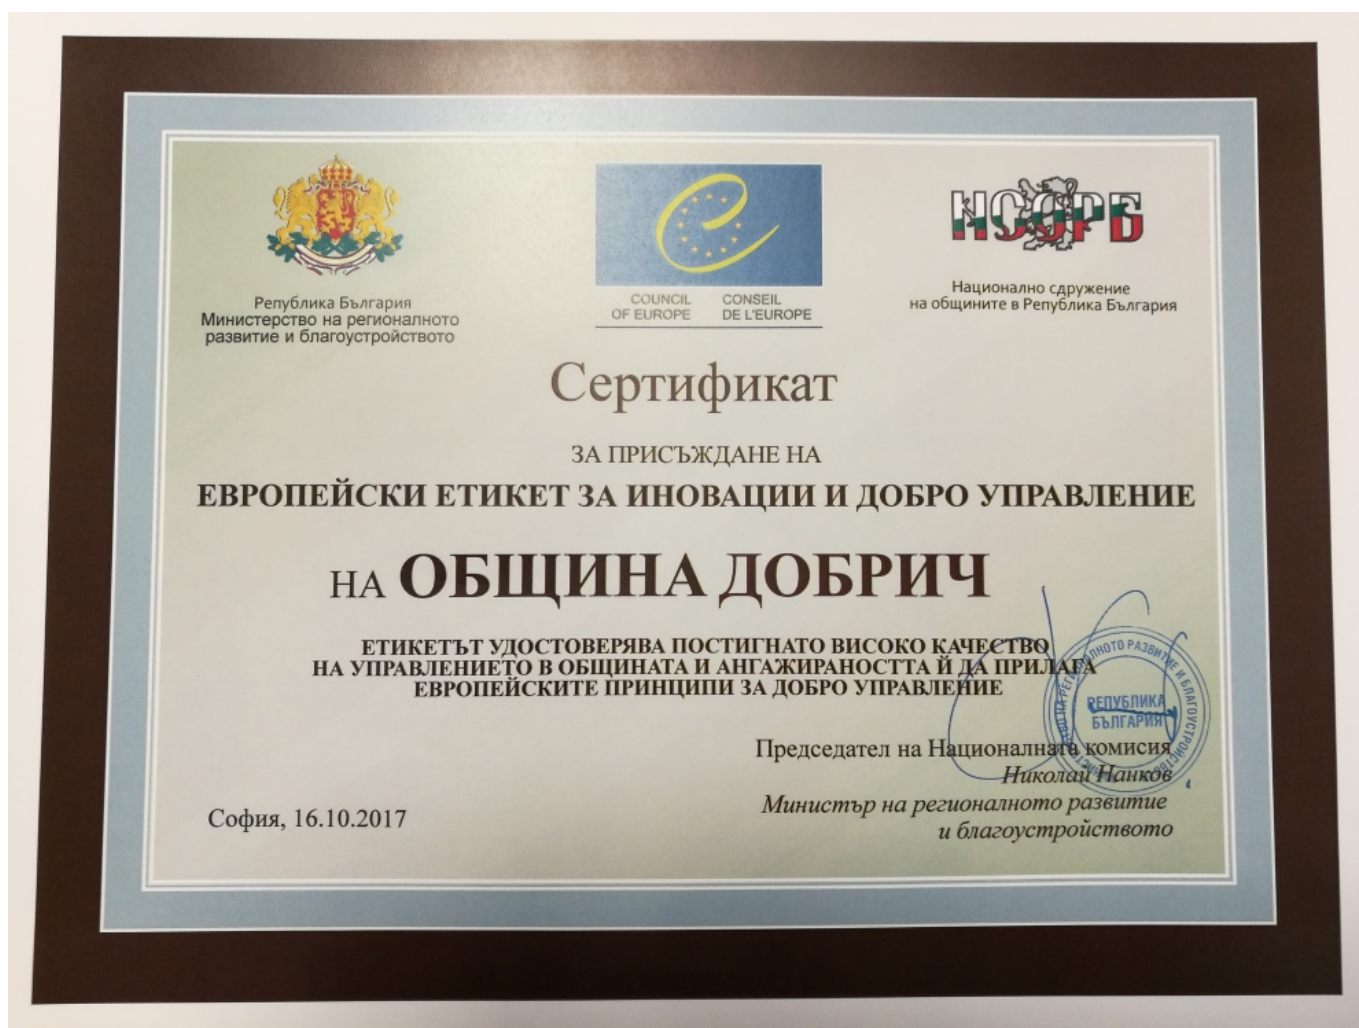 НСОРБ
Република България
Министерство на регионалното
развитие и благоустройството
COUNCIL OF EUROPE
CONSEIL DE L'EUROPE
Национално сдружение
на общините в Република България
Сертификат
ЗА ПРИСЪЖДАНЕ НА
ЕВРОПЕЙСКИ ЕТИКЕТ ЗА ИНОВАЦИИ И ДОБРО УПРАВЛЕНИЕ
НА ОБЩИНА ДОБРИЧ
ЕТИКЕТЪТ УДОСТОВЕРЯВА ПОСТИГНАТО ВИСОКО КАЧЕСТВО
НА УПРАВЛЕНИЕТО В ОБЩИНАТА И АНГАЖИРАНОСТТА Й ДА ПРИЛАГА
ЕВРОПЕЙСКИТЕ ПРИНЦИПИ ЗА ДОБРО УПРАВЛЕНИЕ
РЕПУБЛИКА
БЪЛГАРИЯ
РАЗВИТИЕ И БЛАГОУСТРОЙСТВО
Председател на Националната комисия
Николай Нанков
Министър на регионалното развитие
и благоустройството
София, 16.10.2017